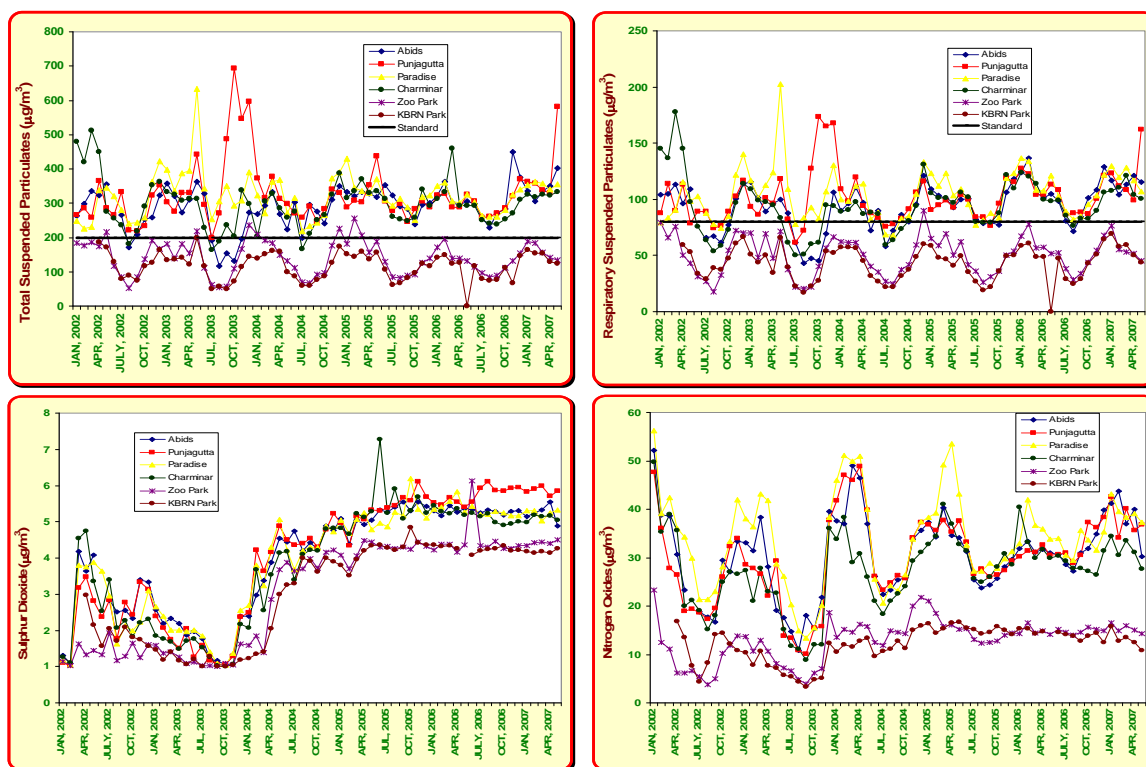 Total Suspended Particulates (µg/m³)
800
700
600
500
400
300
200
100
0
Abids
Punjagutta
Paradise
Charminar
Zoo Park
KBRN Park
Standard
JAN, 2002
APR, 2002
JULY, 2002
OCT, 2002
JAN, 2003
APR, 2003
JUL, 2003
OCT, 2003
JAN, 2004
APR, 2004
JUL, 2004
OCT, 2004
JAN, 2005
APR, 2005
JUL, 2005
OCT, 2005
JAN, 2006
APR, 2006
JULY, 2006
OCT, 2006
JAN, 2007
APR, 2007
Respiratory Suspended Particulates (µg/m³)
250
200
150
100
50
0
Abids
Punjagutta
Paradise
Charminar
Zoo Park
KBRN Park
Standard
JAN, 2002
APR, 2002
JULY, 2002
OCT, 2002
JAN, 2003
APR, 2003
JUL, 2003
OCT, 2003
JAN, 2004
APR, 2004
JUL, 2004
OCT, 2004
JAN, 2005
APR, 2005
JUL, 2005
OCT, 2005
JAN, 2006
APR, 2006
JULY, 2006
OCT, 2006
JAN, 2007
APR, 2007
Sulphur Dioxide (µg/m³)
8
7
6
5
4
3
2
1
0
Abids
Punjagutta
Paradise
Charminar
Zoo Park
KBRN Park
JAN, 2002
APR, 2002
JULY, 2002
OCT, 2002
JAN, 2003
APR, 2003
JUL, 2003
OCT, 2003
JAN, 2004
APR, 2004
JUL, 2004
OCT, 2004
JAN, 2005
APR, 2005
JUL, 2005
OCT, 2005
JAN, 2006
APR, 2006
JULY, 2006
OCT, 2006
JAN, 2007
APR, 2007
Nitrogen Oxides (µg/m³)
60
50
40
30
20
10
0
Abids
Punjagutta
Paradise
Charminar
Zoo Park
KBRN Park
JAN, 2002
APR, 2002
JULY, 2002
OCT, 2002
JAN, 2003
APR, 2003
JUL, 2003
OCT, 2003
JAN, 2004
APR, 2004
JUL, 2004
OCT, 2004
JAN, 2005
APR, 2005
JUL, 2005
OCT, 2005
JAN, 2006
APR, 2006
JULY, 2006
OCT, 2006
JAN, 2007
APR, 2007